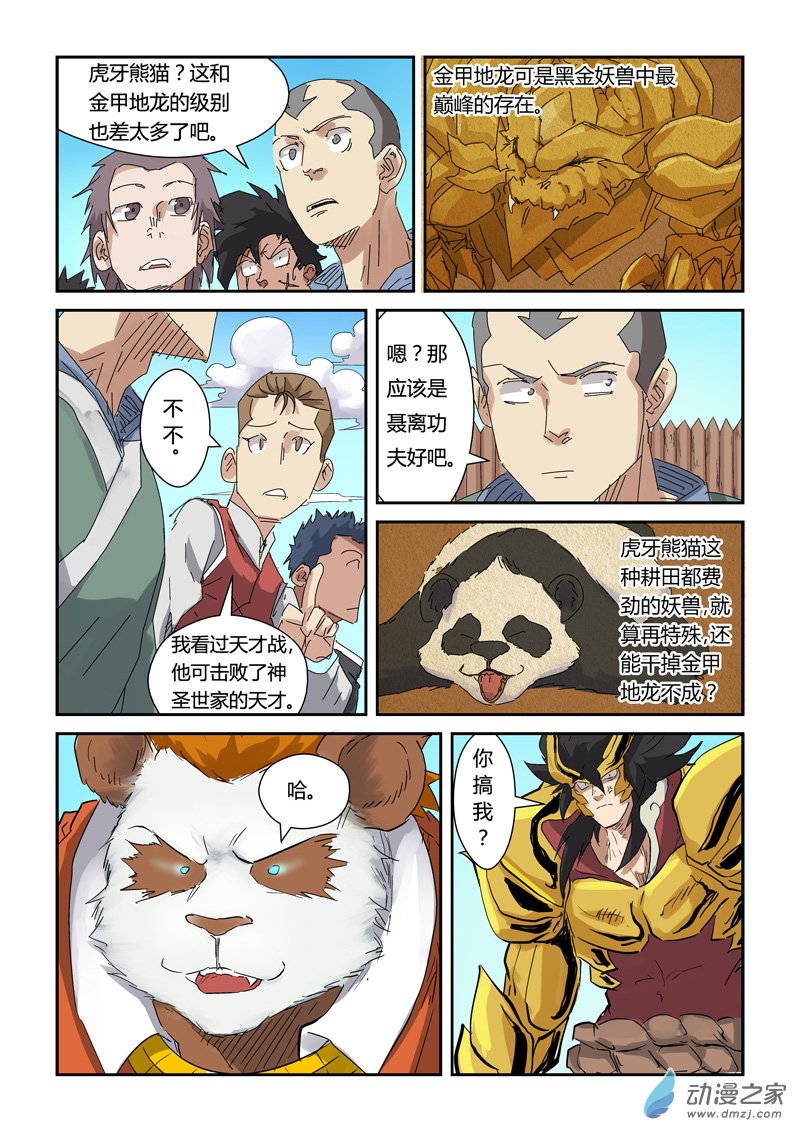 虎牙熊猫？这和
金甲地龙的级别
也差太多了吧。
金甲地龙可是黑金妖兽中最
巅峰的存在。
不不。
我看过天才战，
他可击败了神
圣世家的天才。
嗯？那
应该是
聂离功
夫好吧。
虎牙熊猫这
种耕田都费
劲的妖兽，就
算再特殊，还
能干掉金甲
地龙不成？
哈。
你搞我？
动漫之家
www.dmzj.com